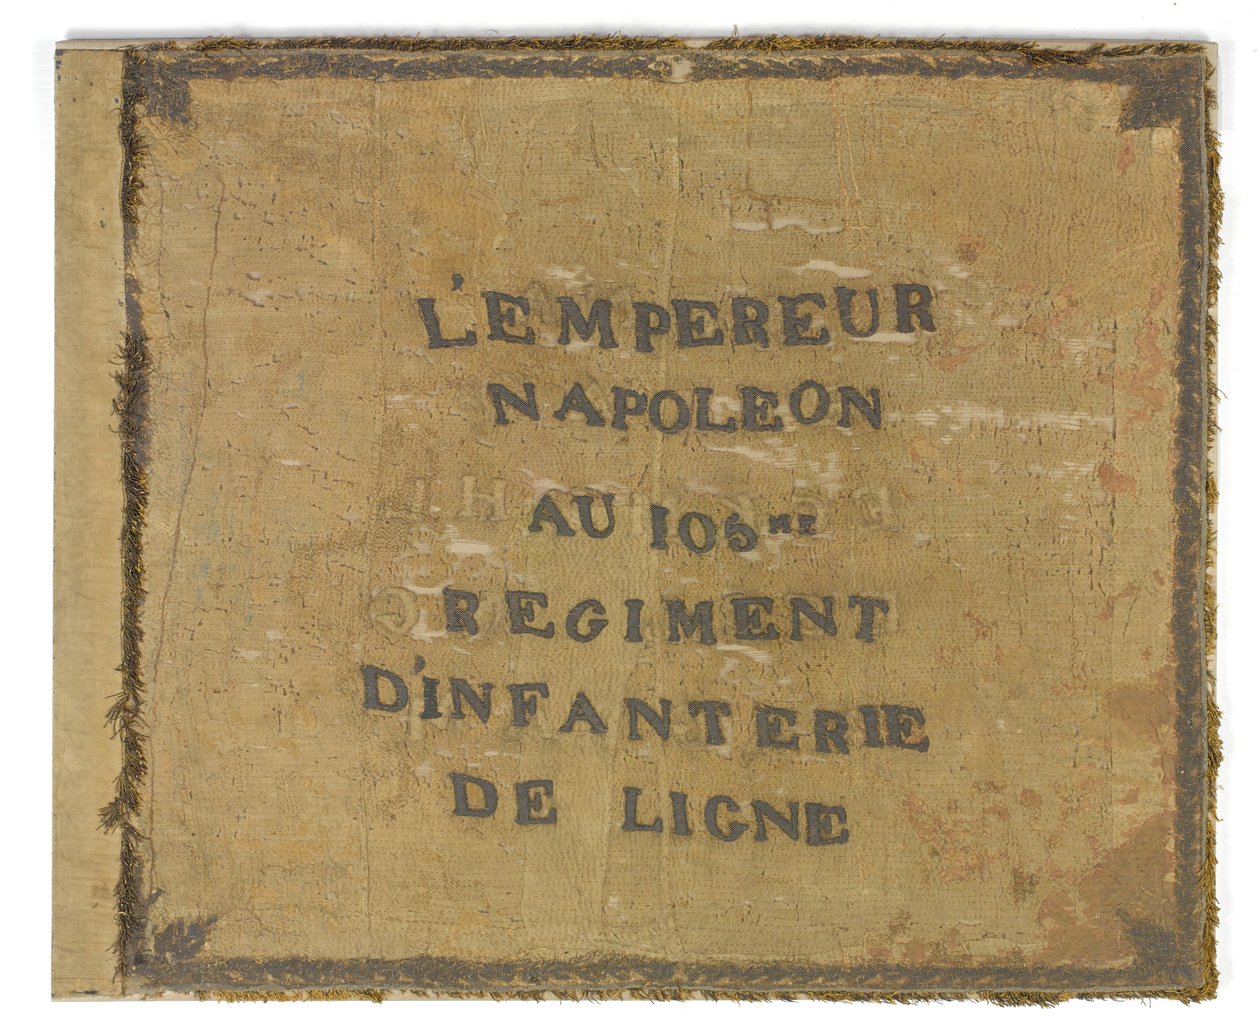 L'EMPEREUR
NAPOLEON
AU 105ME
REGIMENT
D'INFANTERIE
DE LIGNE